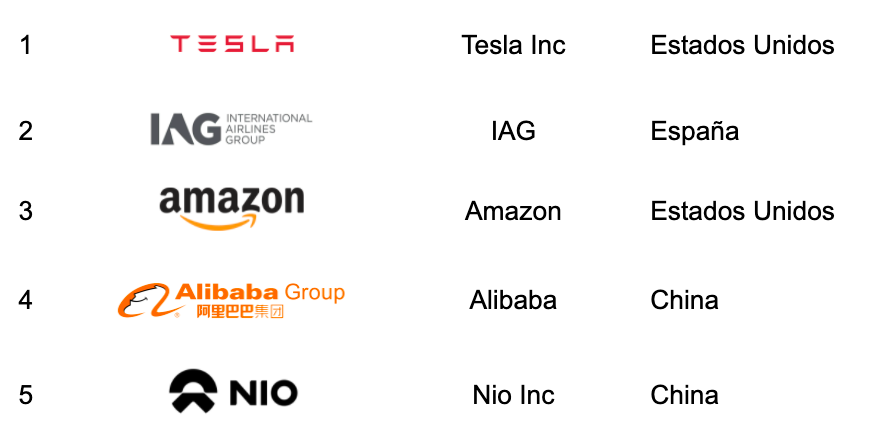 1 TESLA Tesla Inc Estados Unidos
2 IAG INTERNATIONAL AIRLINES GROUP IAG España
3 amazon Amazon Estados Unidos
4 Alibaba Group 阿里巴巴集团 Alibaba China
5 NIO Nio Inc China